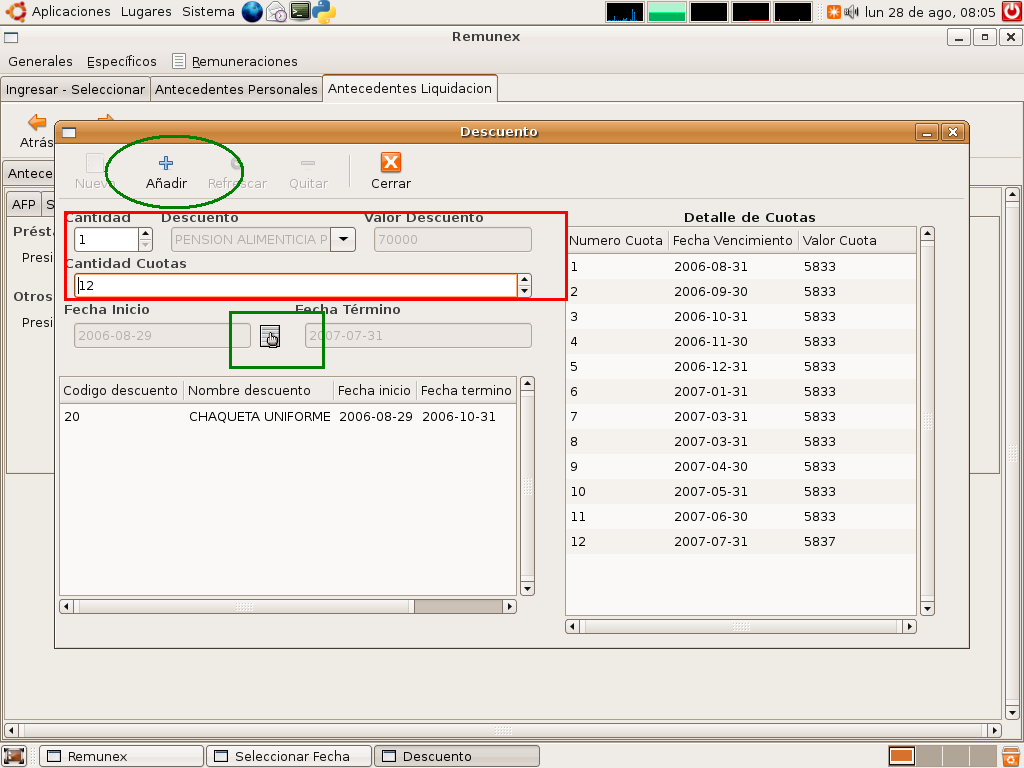 Aplicaciones Lugares Sistema lun 28 de ago, 08:05
Remunex
Generales Específicos Remuneraciones
Ingresar - Seleccionar Antecedentes Personales Antecedentes Liquidacion
Atrás
Descuento
Nuevo Añadir Refrescar Quitar Cerrar
Antece
AFP S
Présta
Presi
Otros
Presi
Cantidad Descuento Valor Descuento
1 PENSION ALIMENTICIA P 70000
Cantidad Cuotas
12
Fecha Inicio Fecha Término
2006-08-29 2007-07-31
Codigo descuento Nombre descuento Fecha inicio Fecha termino
20 CHAQUETA UNIFORME 2006-08-29 2006-10-31
Detalle de Cuotas
Numero Cuota Fecha Vencimiento Valor Cuota
1 2006-08-31 5833
2 2006-09-30 5833
3 2006-10-31 5833
4 2006-11-30 5833
5 2006-12-31 5833
6 2007-01-31 5833
7 2007-03-31 5833
8 2007-03-31 5833
9 2007-04-30 5833
10 2007-05-31 5833
11 2007-06-30 5833
12 2007-07-31 5837
Remunex Seleccionar Fecha Descuento